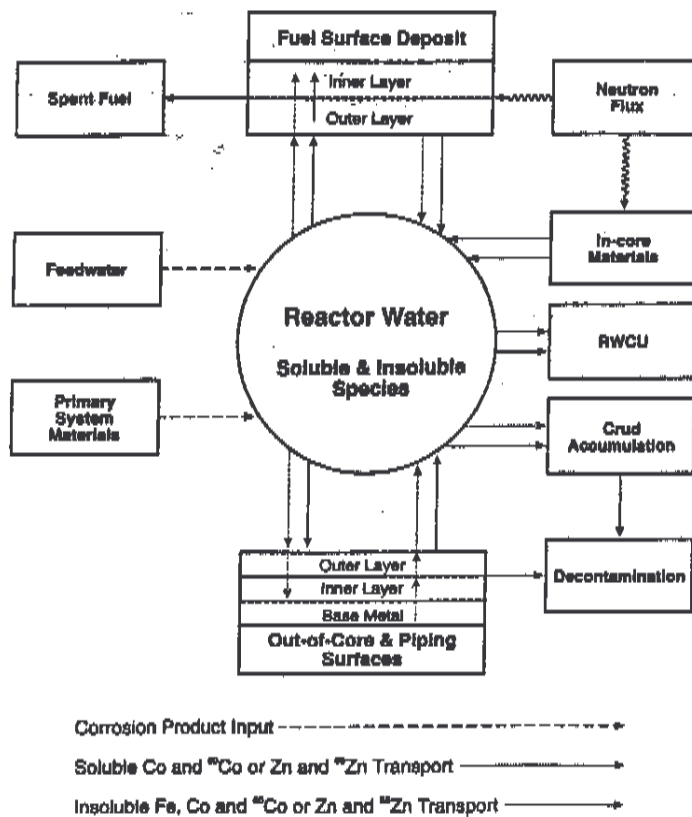 Fuel Surface Deposit
Inner Layer
Outer Layer
Spent Fuel
Neutron
Flux
Feedwater
In-core
Materials
Reactor Water
Soluble & Insoluble
Species
RWCU
Primary
System
Materials
Crud
Accumulation
Outer Layer
Inner Layer
Base Metal
Out-of-Core & Piping
Surfaces
Decontamination
Corrosion Product Input
Soluble Co and Co or Zn and Zn Transport
Insoluble Fe, Co and Co or Zn and Zn Transport